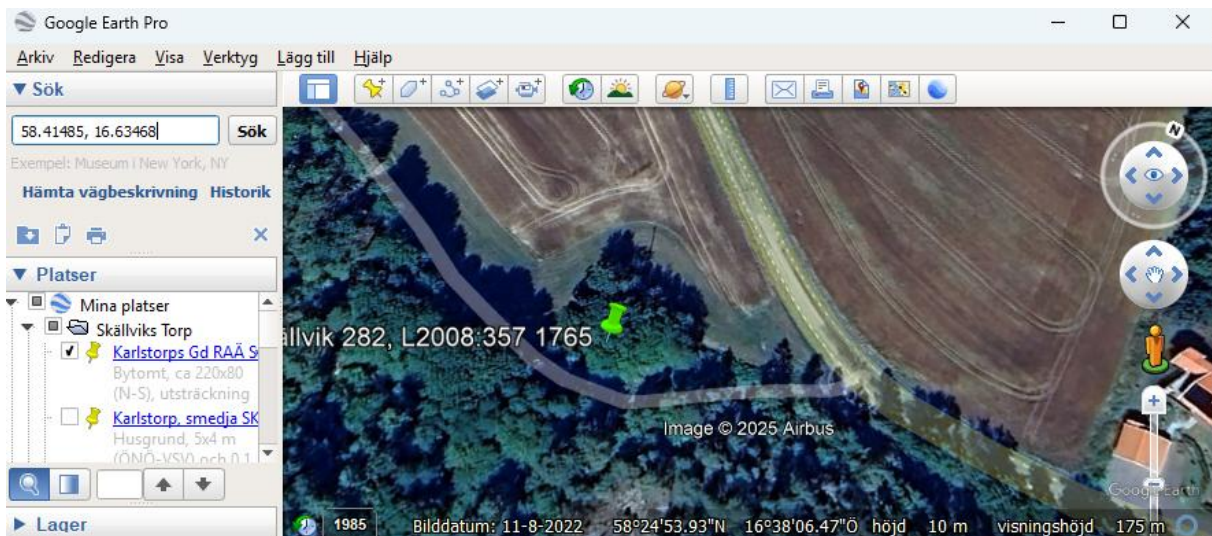 Google Earth Pro
Arkiv Redigera Visa Verktyg Lägg till Hjälp
Sök
58.41485, 16.63468 Sök
Exempel: Museum i New York, NY
Hämta vägbeskrivning Historik
Platser
Mina platser
Skällviks Torp
Karlstorps Gd RAÄ S
Bytomt, ca 220x80
(N-S), utsträckning
Karlstorp, smedja SK
Husgrund, 5x4 m
(ÖNÖ-VSV) och 0,1
Lager
N
ällvik 282, L2008:357 1765
Image © 2025 Airbus
Google Earth
1985 Bilddatum: 11-8-2022 58°24'53.93"N 16°38'06.47"Ö höjd 10 m visningshöjd 175 m